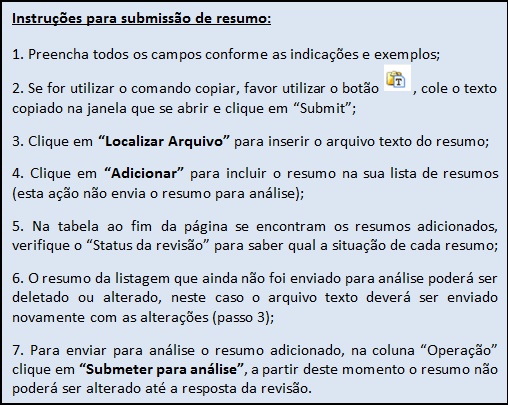 Instruções para submissão de resumo:
1. Preencha todos os campos conforme as indicações e exemplos;
2. Se for utilizar o comando copiar, favor utilizar o botão , cole o texto
copiado na janela que se abrir e clique em “Submit”;
3. Clique em “Localizar Arquivo” para inserir o arquivo texto do resumo;
4. Clique em “Adicionar” para incluir o resumo na sua lista de resumos
(esta ação não envia o resumo para análise);
5. Na tabela ao fim da página se encontram os resumos adicionados,
verifique o “Status da revisão” para saber qual a situação de cada resumo;
6. O resumo da listagem que ainda não foi enviado para análise poderá ser
deletado ou alterado, neste caso o arquivo texto deverá ser enviado
novamente com as alterações (passo 3);
7. Para enviar para análise o resumo adicionado, na coluna “Operação”
clique em “Submeter para análise”, a partir deste momento o resumo não
poderá ser alterado até a resposta da revisão.